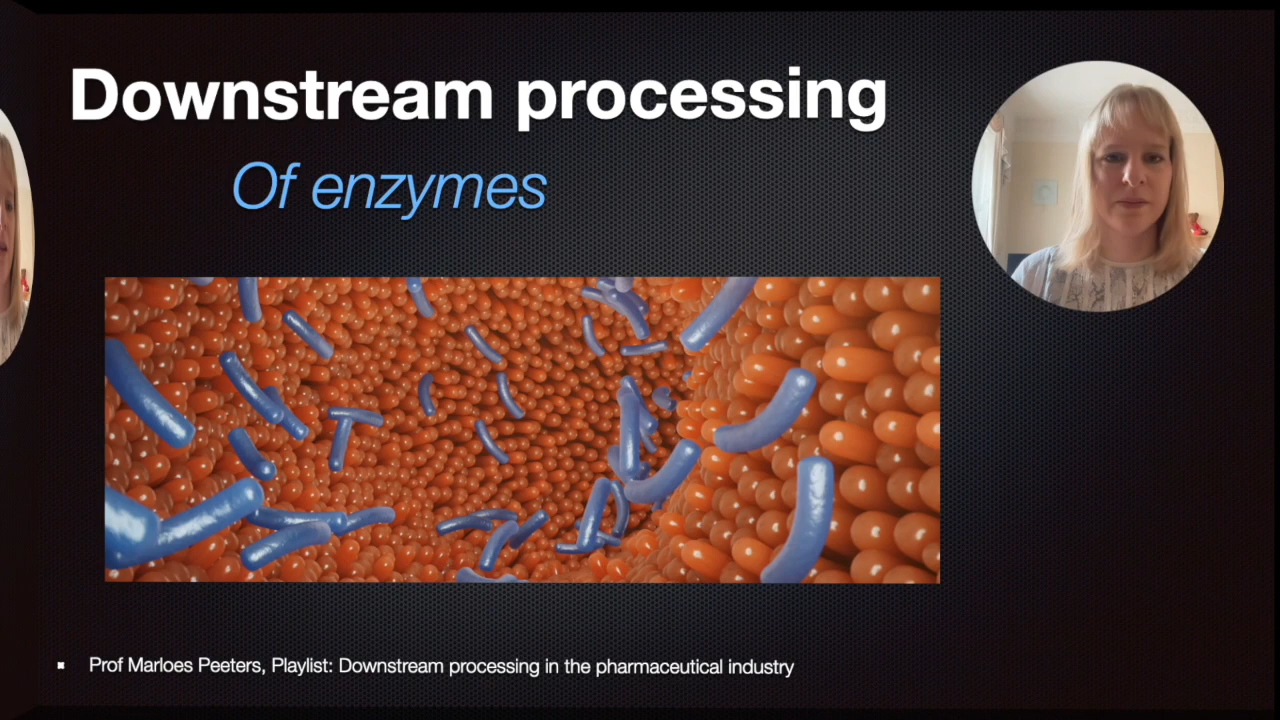 Downstream processing
Of enzymes
Prof Marloes Peeters, Playlist: Downstream processing in the pharmaceutical industry